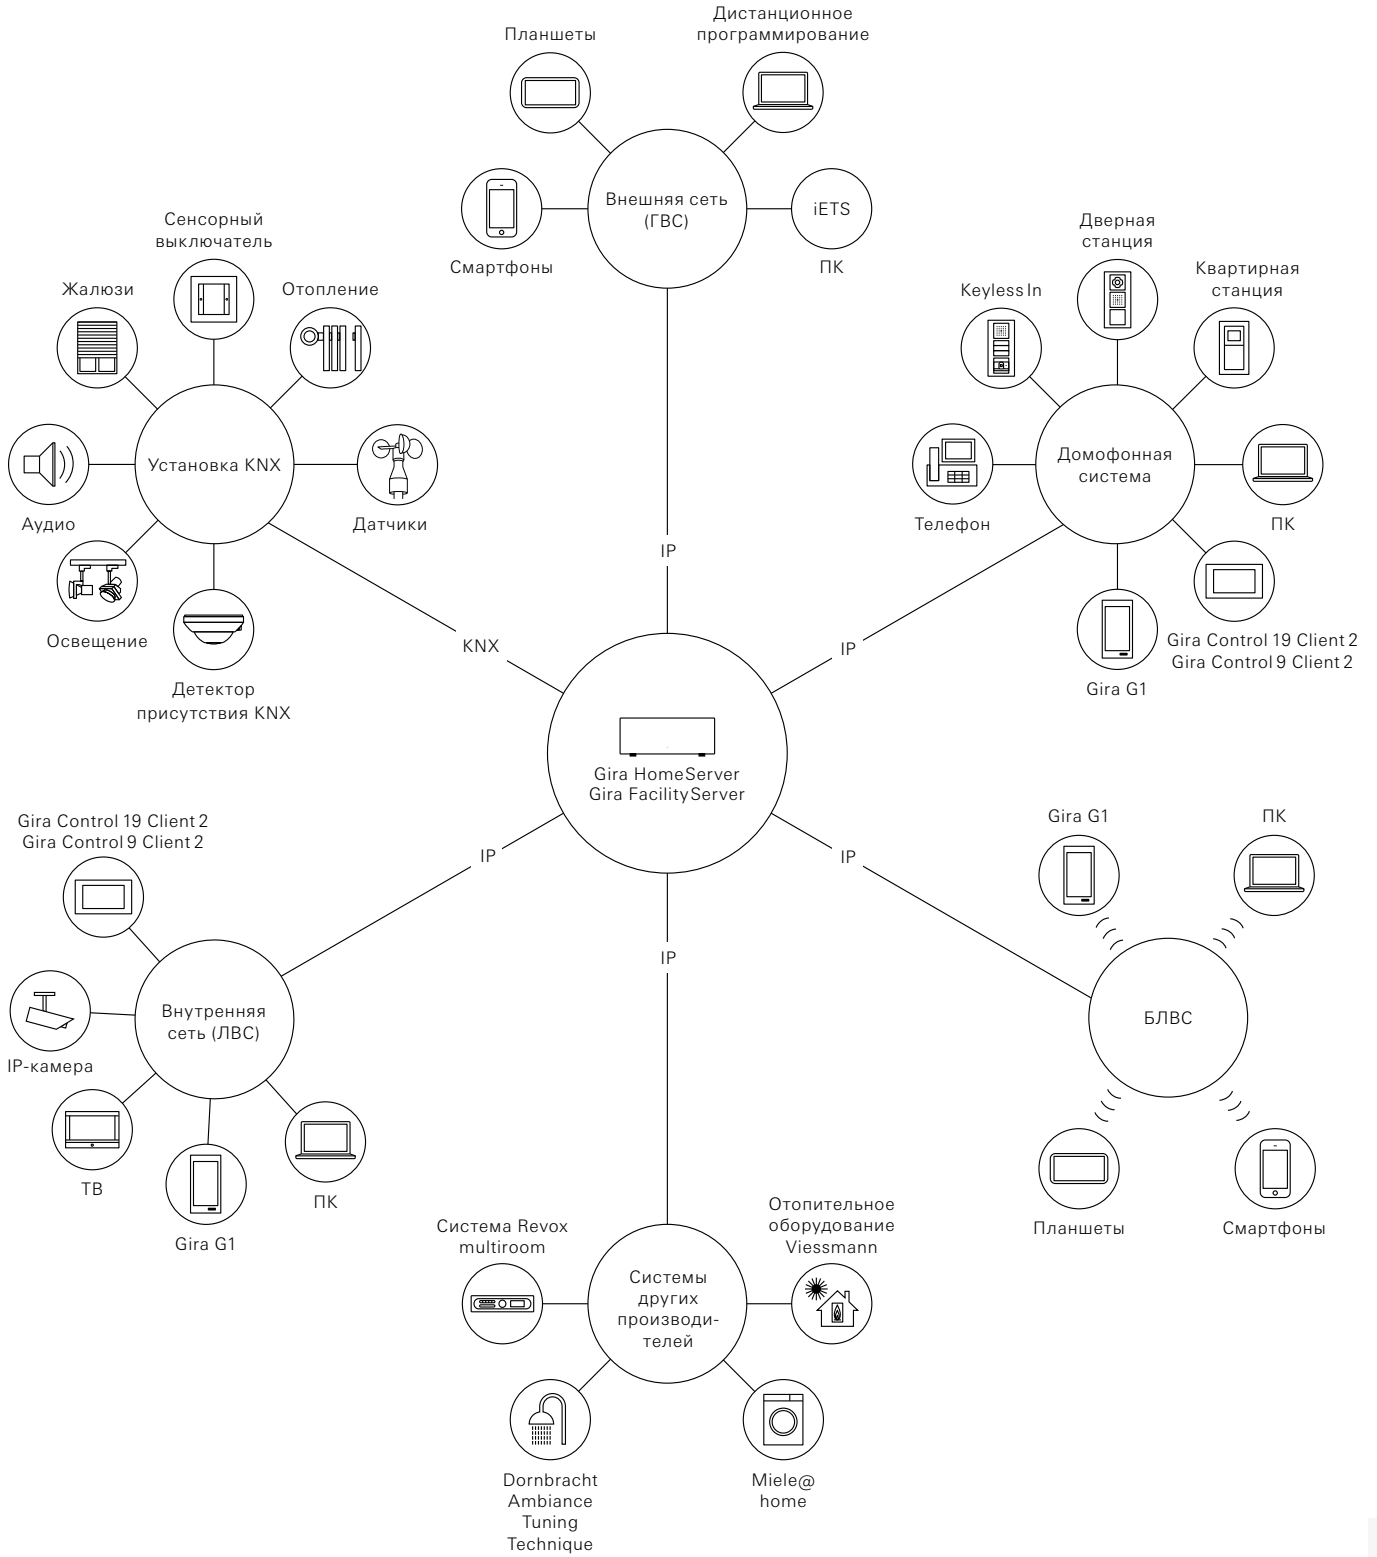 Дистанционное
программирование
Планшеты
Внешняя сеть
(ГВС)
iETS
Смартфоны
ПК
Сенсорный
выключатель
Жалюзи
Отопление
Установка KNX
Аудио
Датчики
Освещение
Детектор
присутствия KNX
Дверная
станция
Keyless In
Квартирная
станция
Домофонная
система
Телефон
ПК
Gira Control 19 Client 2
Gira Control 9 Client 2
Gira G1
IP
KNX
IP
Gira HomeServer
Gira FacilityServer
IP
IP
IP
Gira Control 19 Client 2
Gira Control 9 Client 2
Внутренняя
сеть (ЛВС)
IP-камера
ТВ
Gira G1
ПК
Gira G1
ПК
БЛВС
Планшеты
Смартфоны
Система Revox
multiroom
Отопительное
оборудование
Viessmann
Системы
других
производи-
телей
Dornbracht
Ambiance
Tuning
Technique
Miele@
home